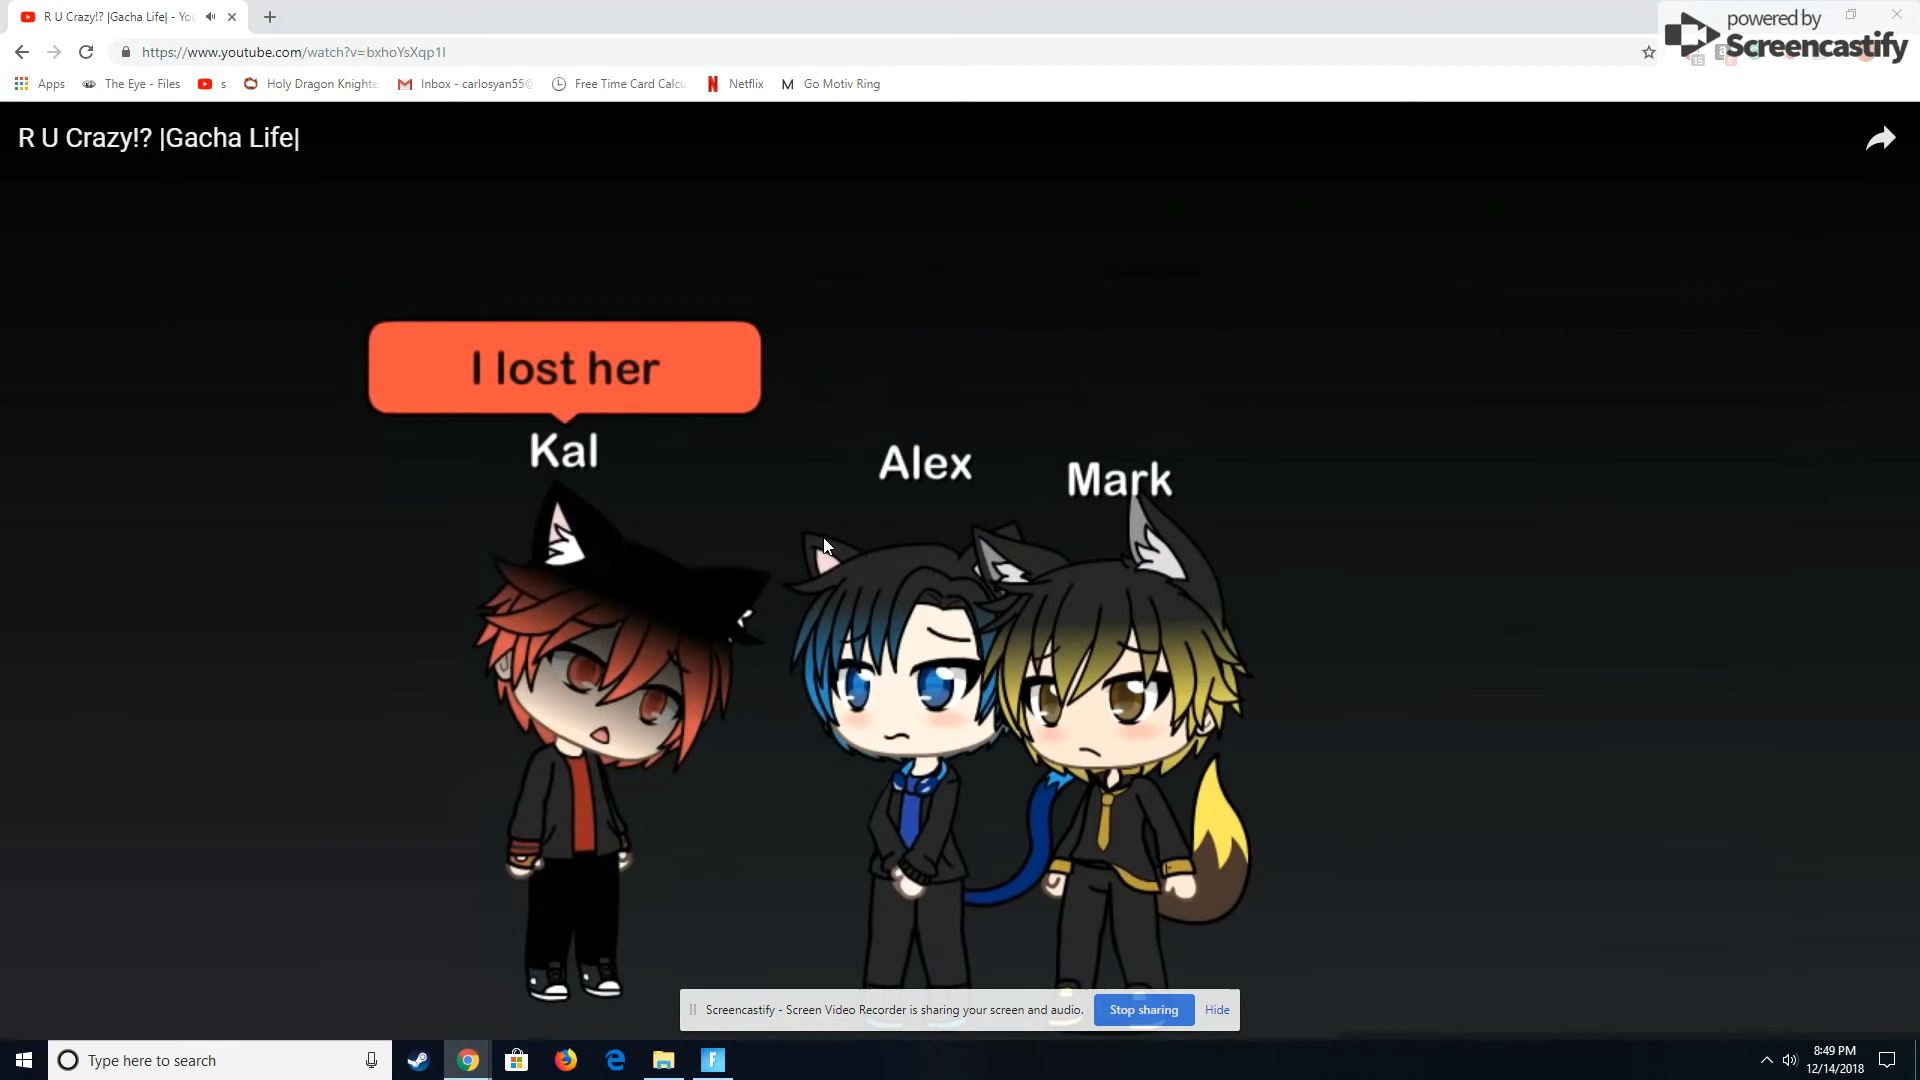 R U Crazy!? |Gacha Life| - You
powered by
Screencastify
https://www.youtube.com/watch?v=bxhoYsXqp1I
15
9
Apps
The Eye - Files
s
Holy Dragon Knighte
Inbox - carlosyan55@
Free Time Card Calcu
N
Netflix
M
Go Motiv Ring
R U Crazy!? |Gacha Life|
I lost her
Kal
Alex
Mark
Screencastify - Screen Video Recorder is sharing your screen and audio.
Stop sharing
Hide
Type here to search
8:49 PM
12/14/2018